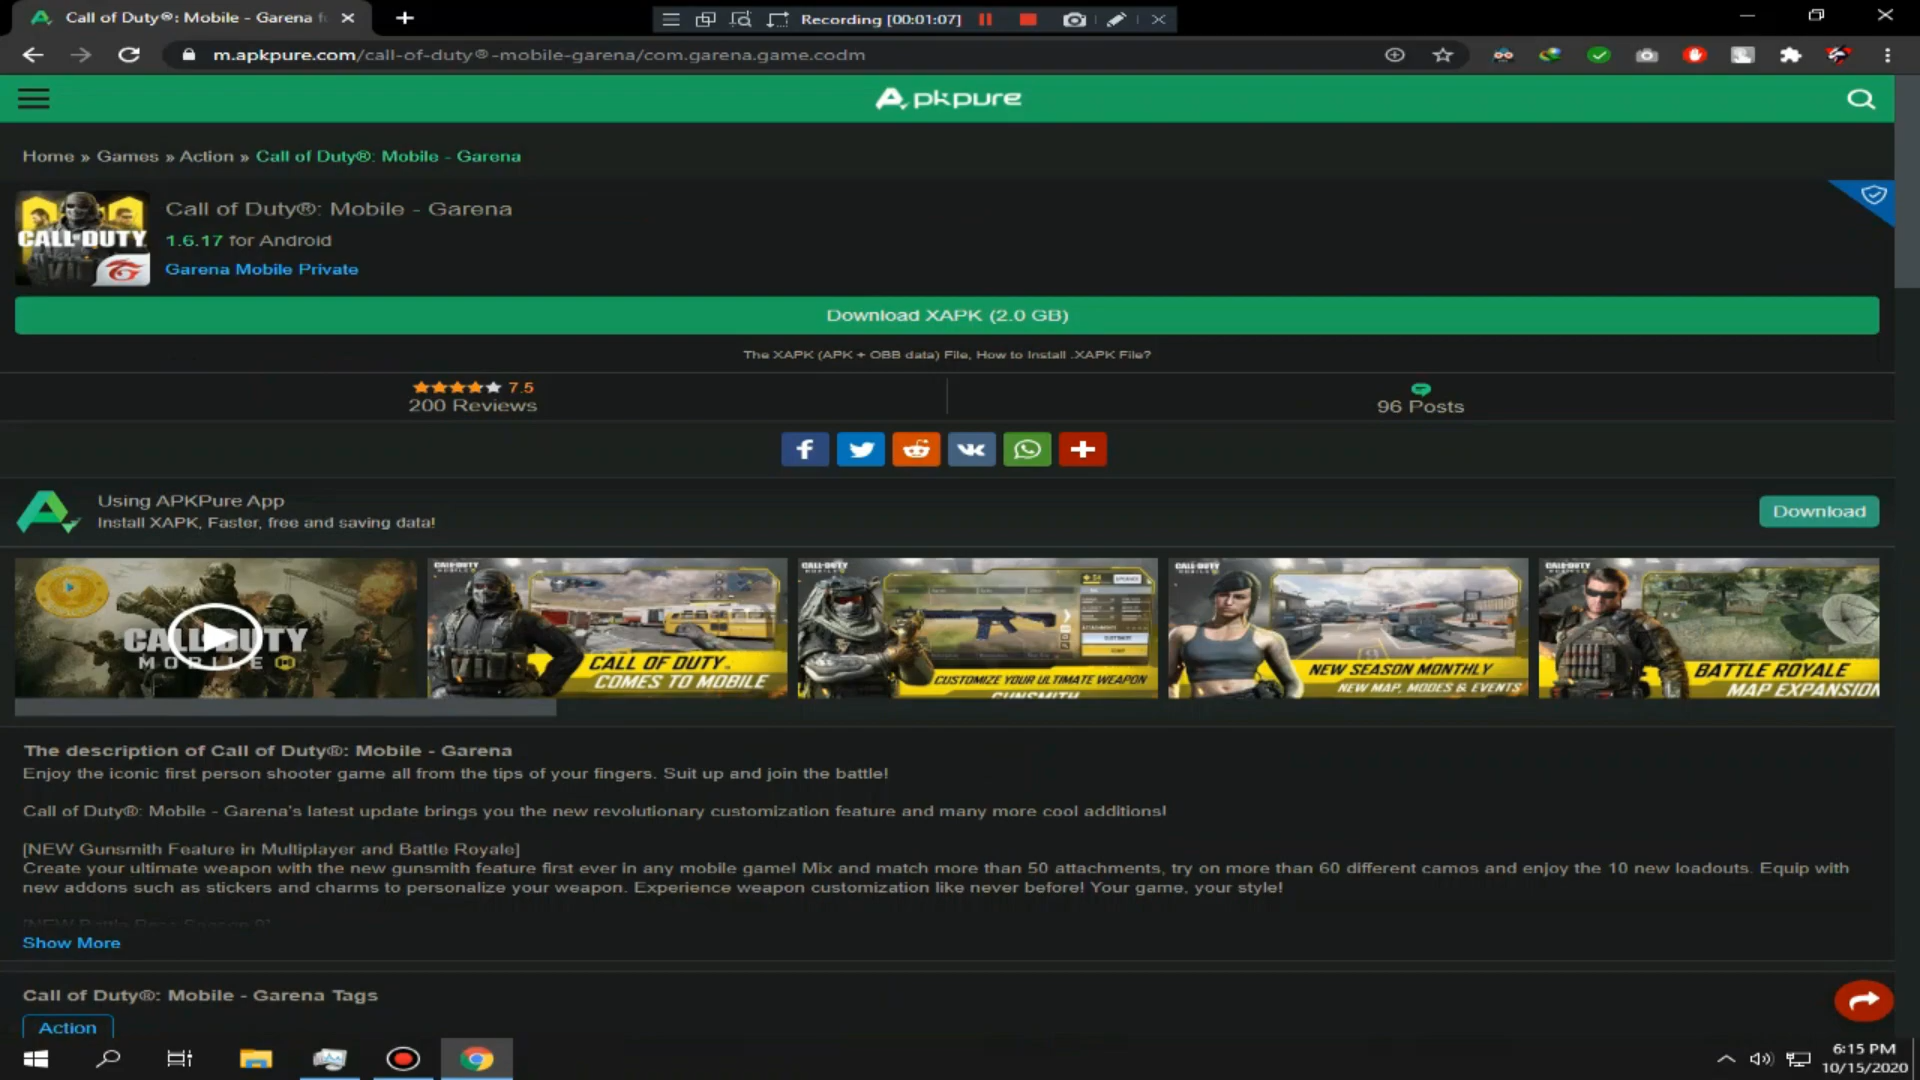 Call of Duty®: Mobile - Garena f
Recording [00:01:07]
m.apkpure.com/call-of-duty®-mobile-garena/com.garena.game.codm
Apkpure
Home » Games » Action » Call of Duty®: Mobile - Garena
Call of Duty®: Mobile - Garena
CALL DUTY
1.6.17 for Android
Garena Mobile Private
Download XAPK (2.0 GB)
The XAPK (APK + OBB data) File, How to Install .XAPK File?
7.5
200 Reviews
96 Posts
Using APKPure App
Install XAPK, Faster, free and saving data!
Download
CALL DUTY
MOBILE
CALL OF DUTY
COMES TO MOBILE
CUSTOMIZE YOUR ULTIMATE WEAPON
GUNSMITH
NEW SEASON MONTHLY
NEW MAP, MODES & EVENTS
BATTLE ROYALE
MAP EXPANSION
The description of Call of Duty®: Mobile - Garena
Enjoy the iconic first person shooter game all from the tips of your fingers. Suit up and join the battle!
Call of Duty®: Mobile - Garena's latest update brings you the new revolutionary customization feature and many more cool additions!
[NEW Gunsmith Feature in Multiplayer and Battle Royale]
Create your ultimate weapon with the new gunsmith feature first ever in any mobile game! Mix and match more than 50 attachments, try on more than 60 different camos and enjoy the 10 new loadouts. Equip with
new addons such as stickers and charms to personalize your weapon. Experience weapon customization like never before! Your game, your style!
Show More
Call of Duty®: Mobile - Garena Tags
Action
6:15 PM
10/15/2020